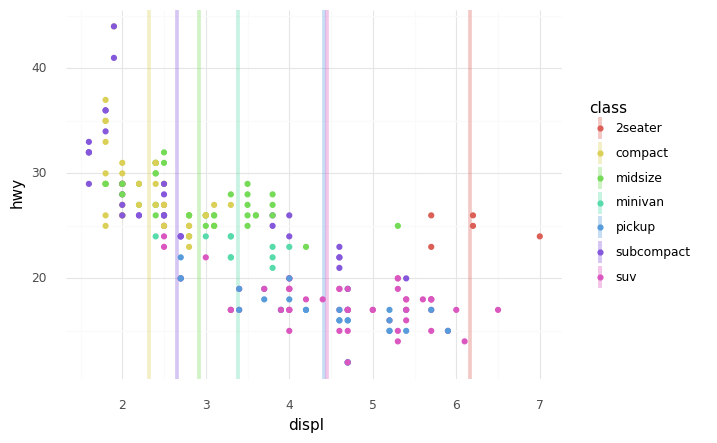 40
30
20
hwy
2 3 4 5 6 7
displ
class
2seater
compact
midsize
minivan
pickup
subcompact
suv